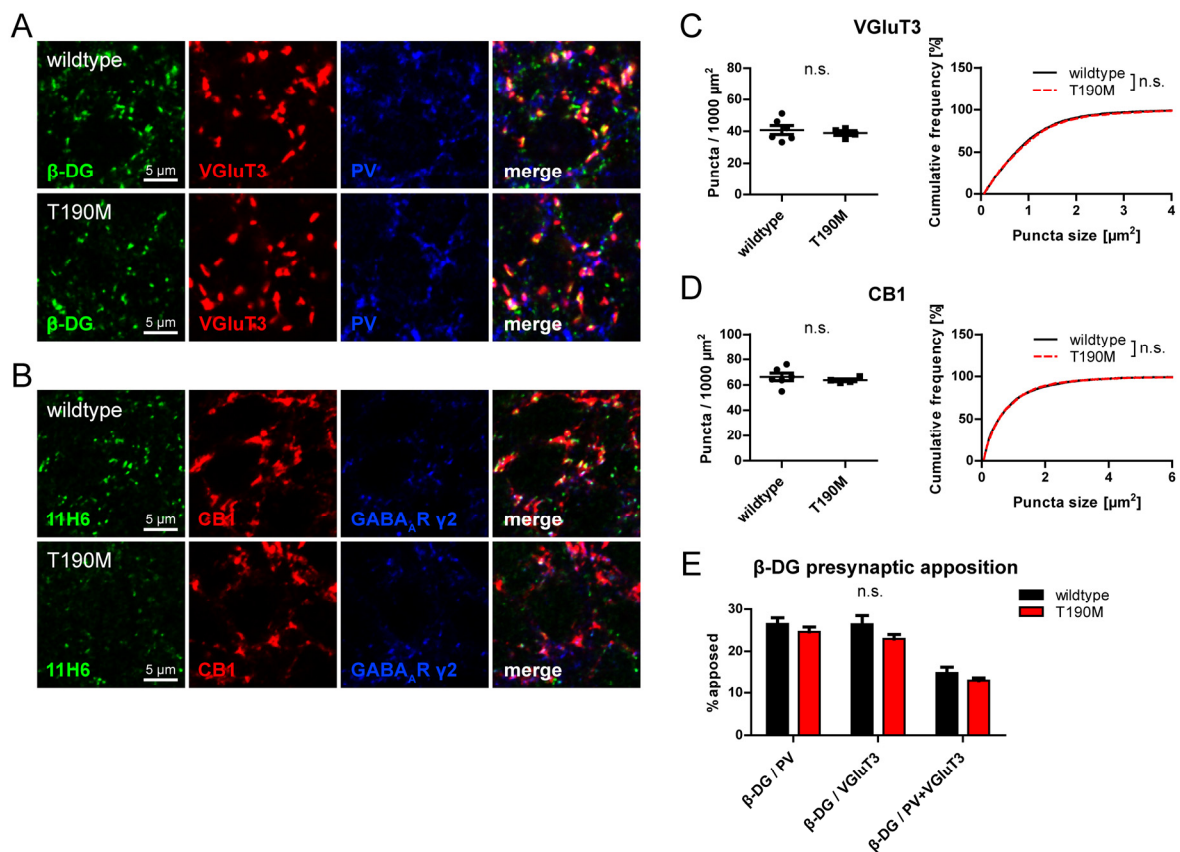 A
wildtype
β-DG
5 µm
VGluT3
PV
merge
T190M
β-DG
5 µm
VGluT3
PV
merge
B
wildtype
11H6
5 µm
CB1
GABA_AR γ2
merge
T190M
11H6
5 µm
CB1
GABA_AR γ2
merge
C
VGluT3
Puncta / 1000 µm²
80
60
40
20
0
n.s.
wildtype
T190M
Cumulative frequency [%]
150
100
50
0
wildtype
T190M
n.s.
0 1 2 3 4
Puncta size [µm²]
D
CB1
Puncta / 1000 µm²
100
80
60
40
20
0
n.s.
wildtype
T190M
Cumulative frequency [%]
150
100
50
0
wildtype
T190M
n.s.
0 2 4 6
Puncta size [µm²]
E
β-DG presynaptic apposition
n.s.
wildtype
T190M
% apposed
30
20
10
0
β-DG / PV
β-DG / VGluT3
β-DG / PV+VGluT3